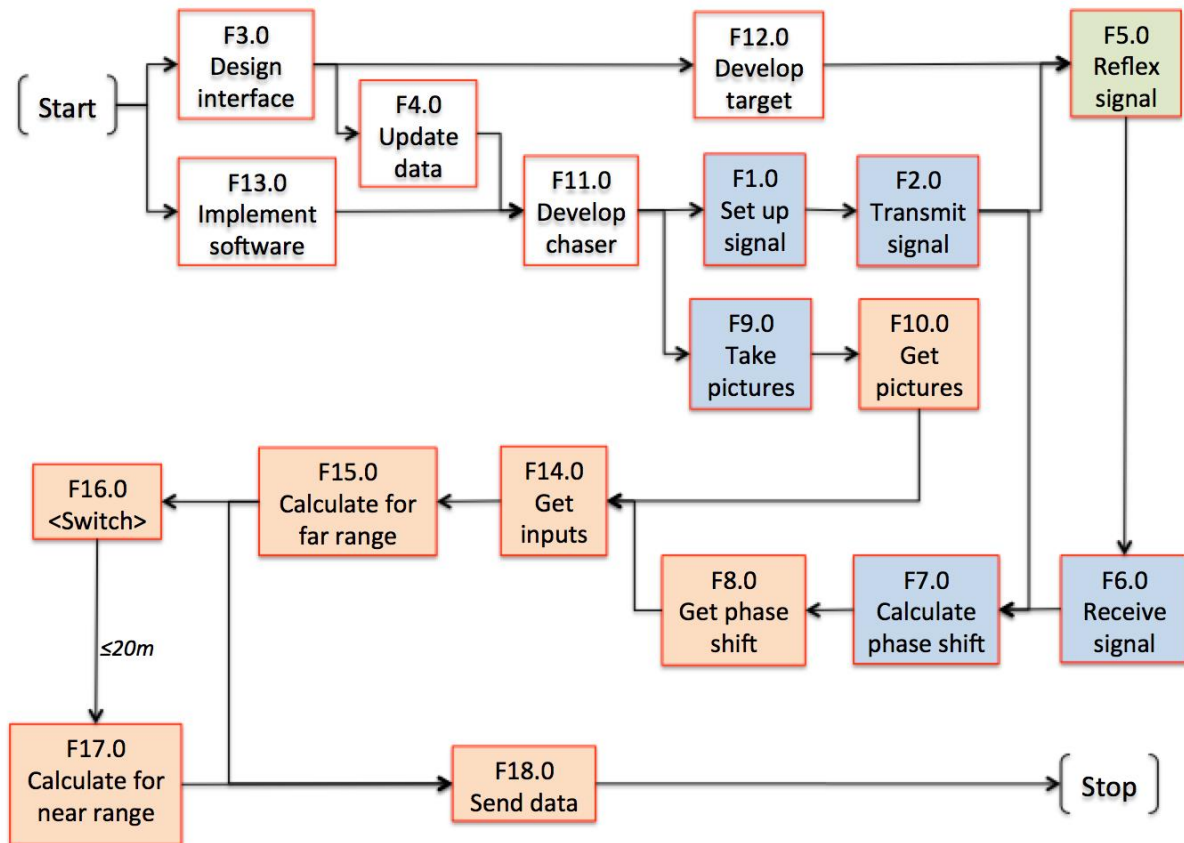 F3.0
Design
interface
F12.0
Develop
target
F5.0
Reflex
signal
Start
F4.0
Update
data
F13.0
Implement
software
F11.0
Develop
chaser
F1.0
Set up
signal
F2.0
Transmit
signal
F9.0
Take
pictures
F10.0
Get
pictures
F16.0
<Switch>
F15.0
Calculate for
far range
F14.0
Get
inputs
F8.0
Get phase
shift
F7.0
Calculate
phase shift
F6.0
Receive
signal
≤20m
F17.0
Calculate for
near range
F18.0
Send data
Stop